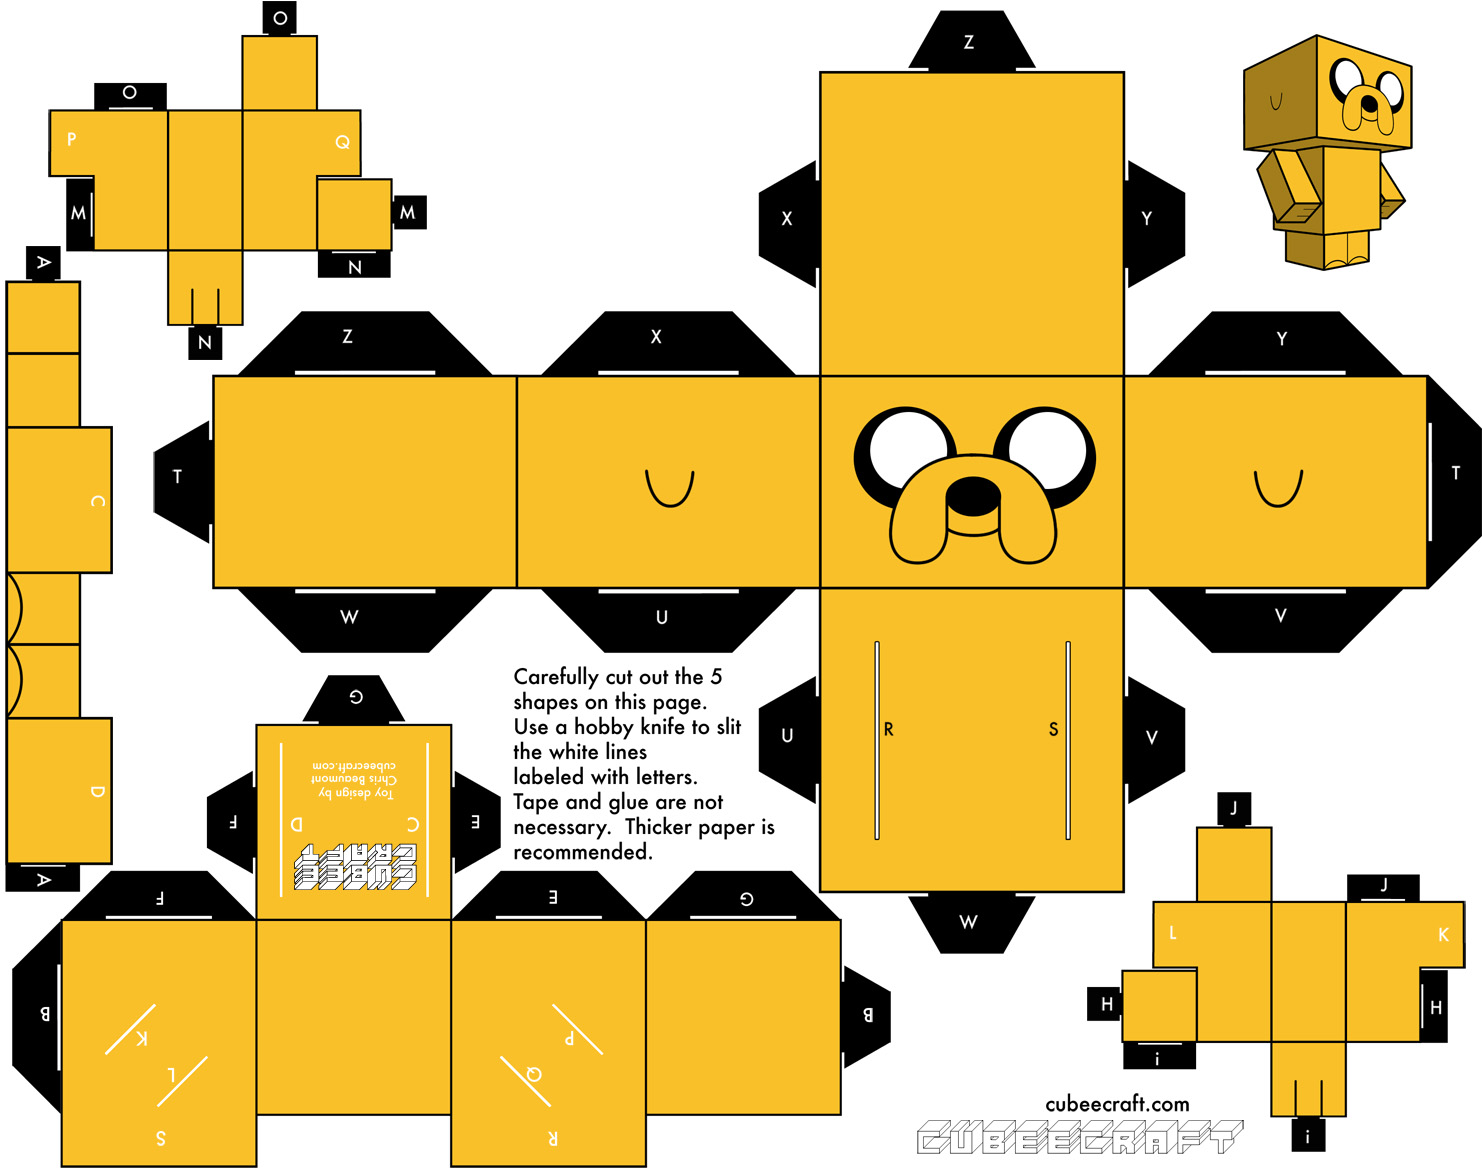 O
Z
O
P
Q
M
M
N
X
Y
A
N
Z
X
Y
T
T
C
W
U
V
Carefully cut out the 5
shapes on this page.
Use a hobby knife to slit
the white lines
labeled with letters.
Tape and glue are not
necessary. Thicker paper is
recommended.
G
U
R
S
V
D
A
Toy design by
Chris Beaumont
cubeecraft.com
F
D
C
E
CUBEE
CRAFT
F
E
G
W
B
K
L
S
P
Q
R
B
J
J
L
K
H
H
i
i
cubeecraft.com
CUBEECRAFT